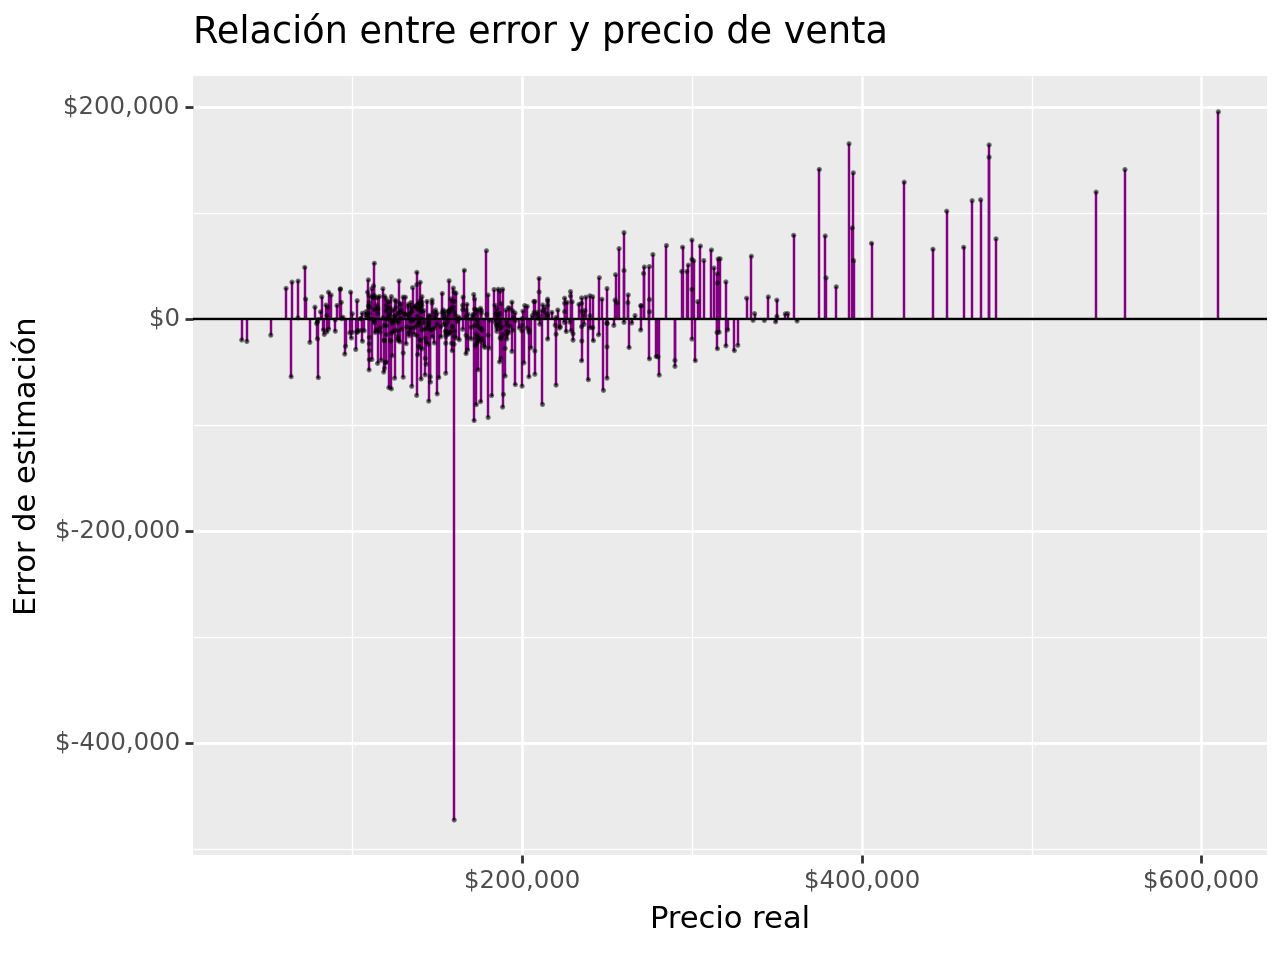 Relación entre error y precio de venta
$200,000
$0
$-200,000
$-400,000
Error de estimación
$200,000 $400,000 $600,000
Precio real